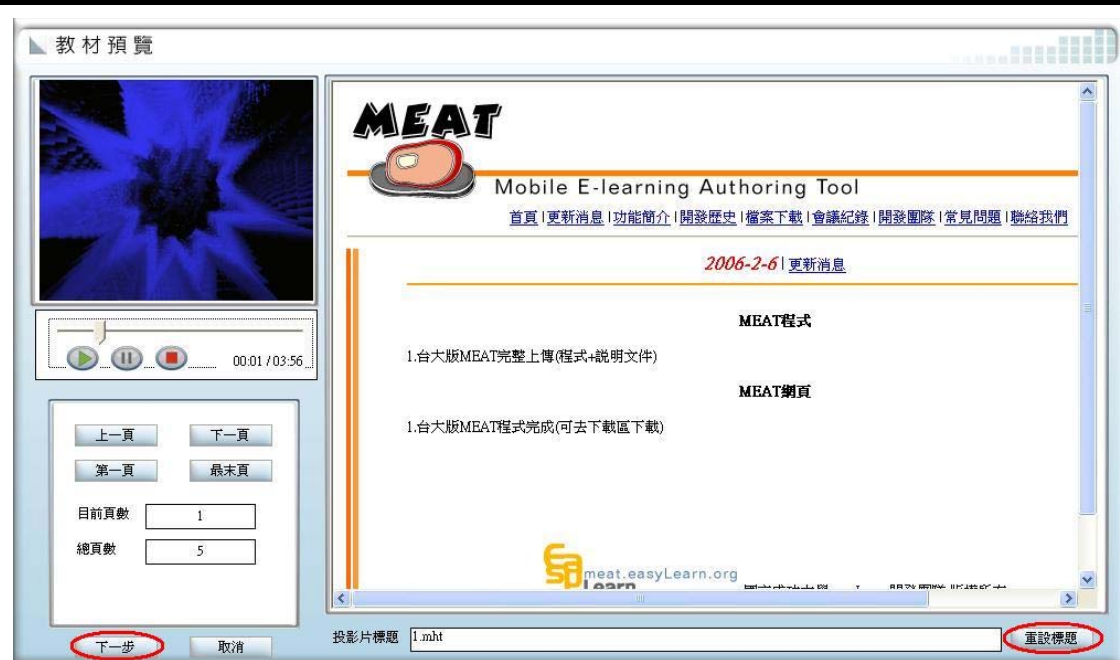 教材預覽
MEAT
Mobile E-learning Authoring Tool
首頁 | 更新消息 | 功能簡介 | 開發歷史 | 檔案下載 | 會議紀錄 | 開發團隊 | 常見問題 | 聯絡我們
2006-2-6 | 更新消息
MEAT程式
1.台大版MEAT完整上傳(程式+說明文件)
MEAT網頁
1.台大版MEAT程式完成(可去下載區下載)
meat.easyLearn.org
00:01 / 03:56
上一頁 下一頁
第一頁 最末頁
目前頁數 1
總頁數 5
下一步 取消
投影片標題 1.mht 重設標題